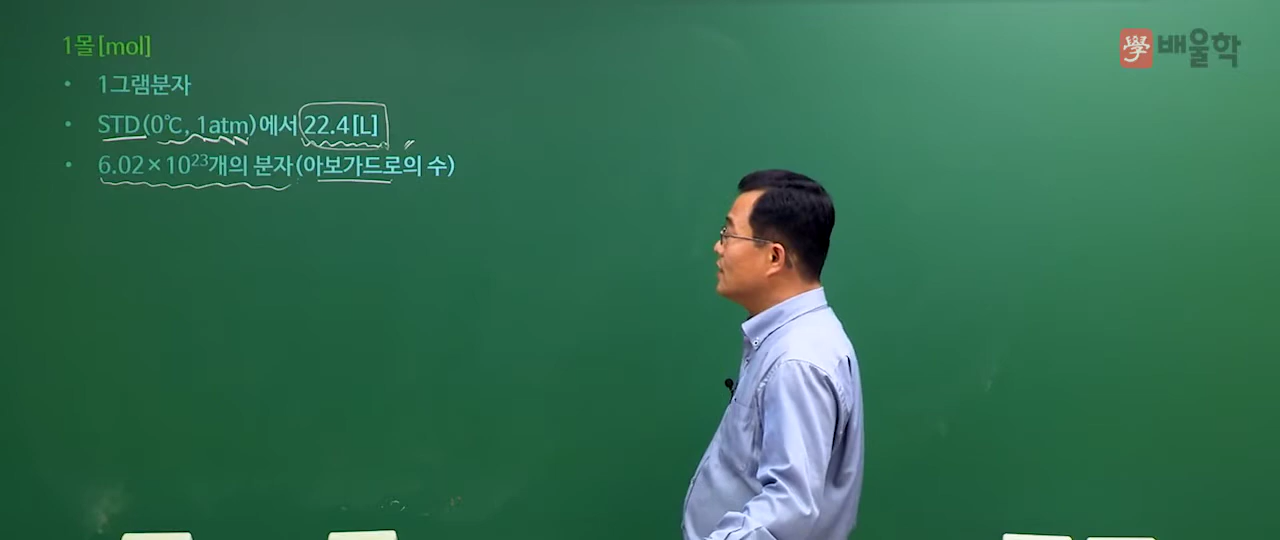 1몰[mol]
• 1그램분자
• STD(0℃, 1atm)에서 22.4[L]
• 6.02×10²³개의 분자(아보가드로의 수)
學 배울학